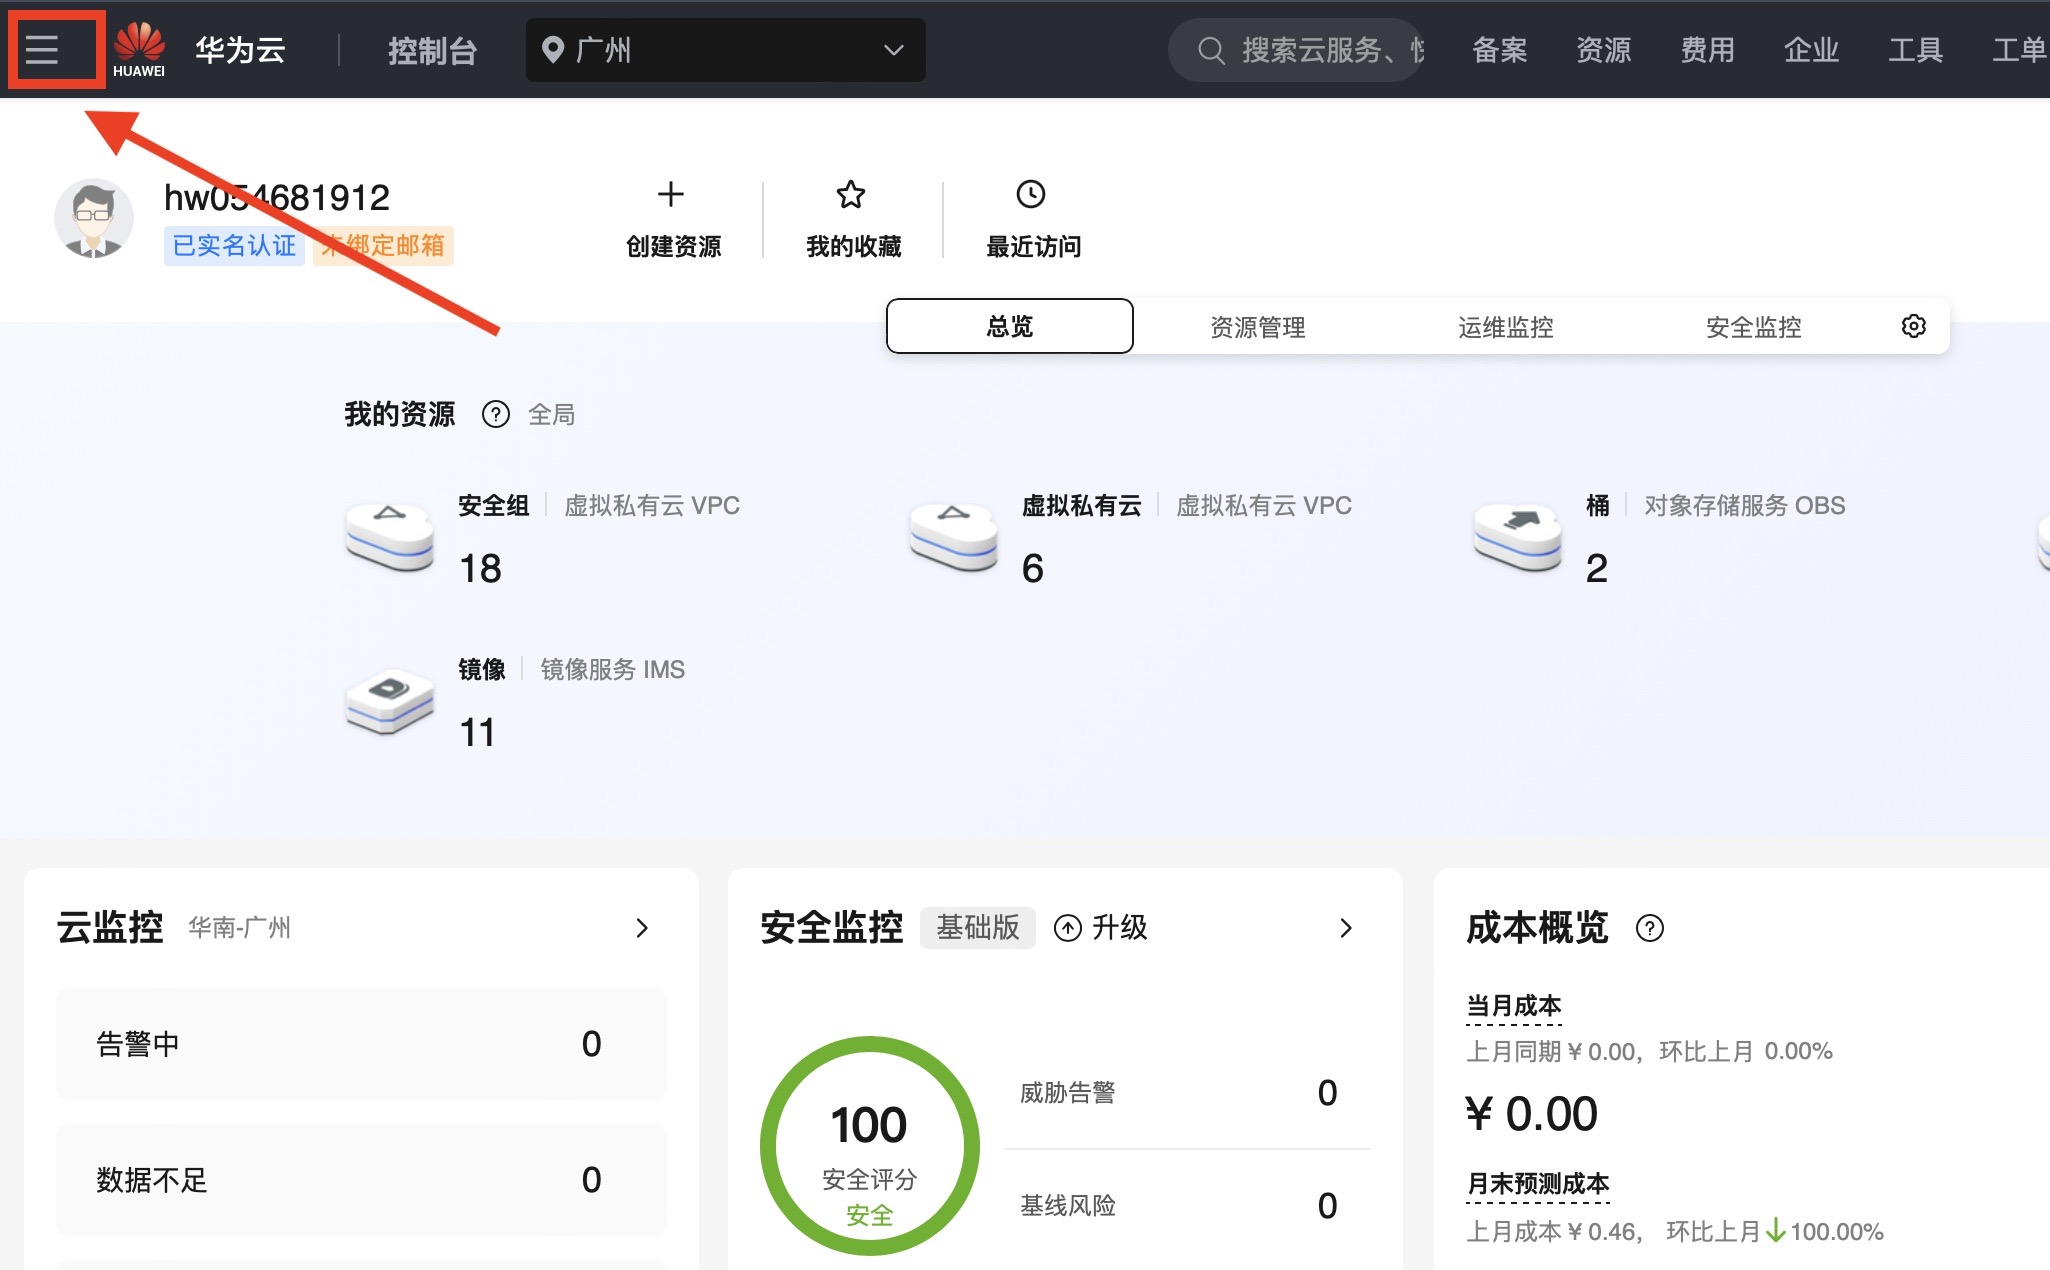 HUAWEI
华为云
控制台
广州
搜索云服务、快
备案
资源
费用
企业
工具
工单
hw054681912
已实名认证
未绑定邮箱
创建资源
我的收藏
最近访问
总览
资源管理
运维监控
安全监控
我的资源
全局
安全组
虚拟私有云 VPC
18
虚拟私有云
虚拟私有云 VPC
6
桶
对象存储服务 OBS
2
镜像
镜像服务 IMS
11
云监控
华南-广州
告警中
0
数据不足
0
安全监控
基础版
升级
100
安全评分
安全
威胁告警
0
基线风险
0
成本概览
当月成本
上月同期 ¥ 0.00, 环比上月 0.00%
¥ 0.00
月末预测成本
上月成本 ¥ 0.46, 环比上月 100.00%